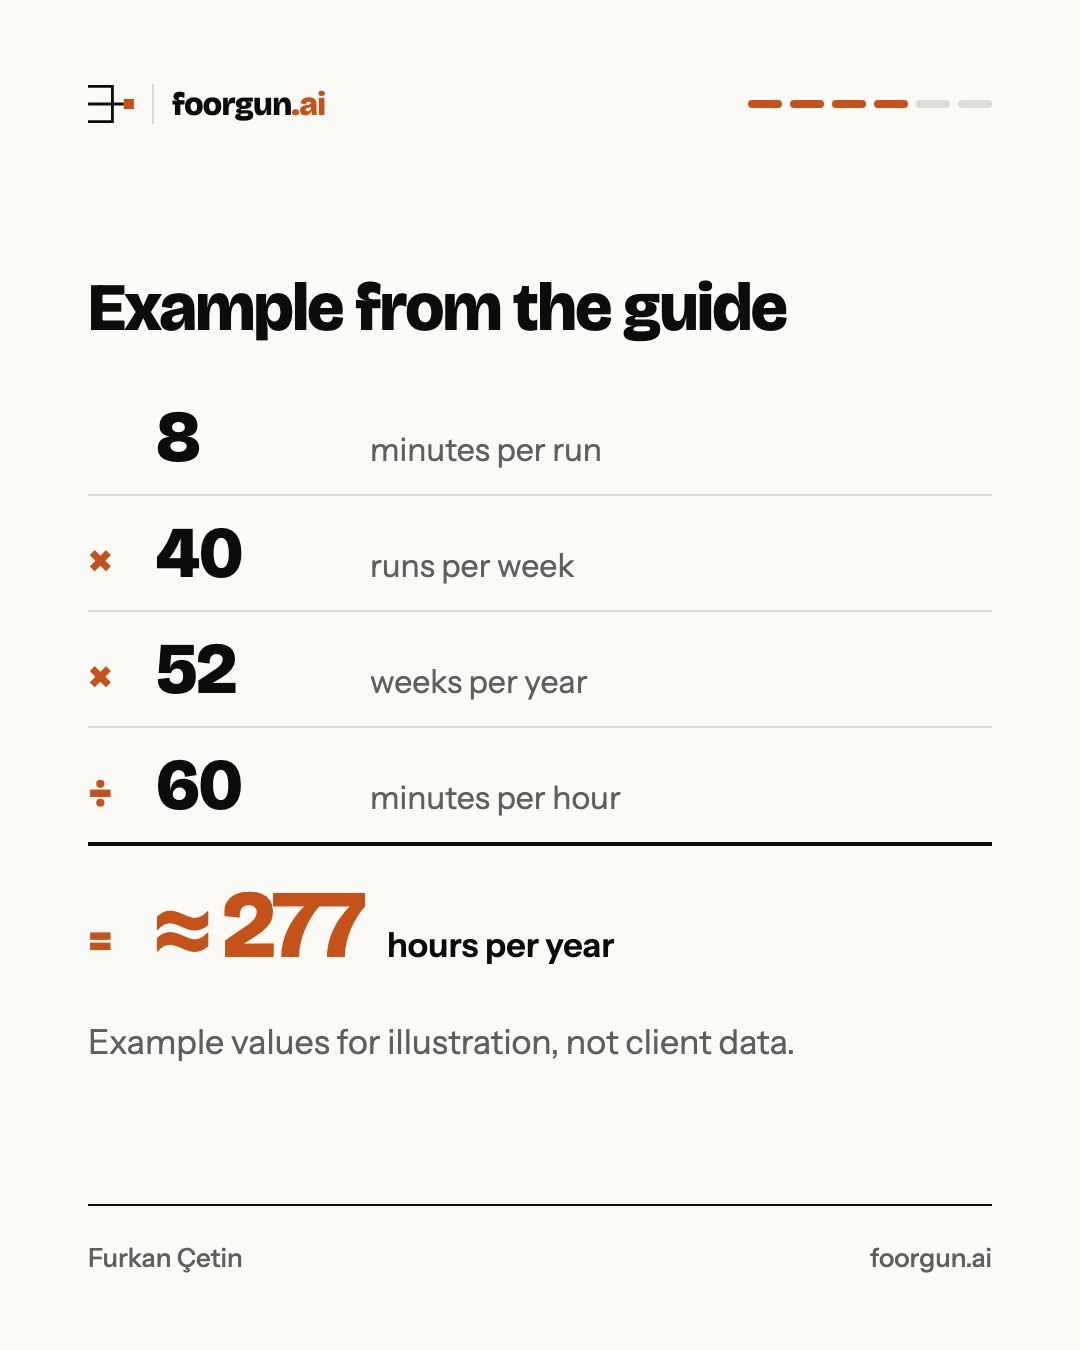 foorgun.ai
Example from the guide
8 minutes per run
× 40 runs per week
× 52 weeks per year
÷ 60 minutes per hour
= ≈ 277 hours per year
Example values for illustration, not client data.
Furkan Çetin foorgun.ai